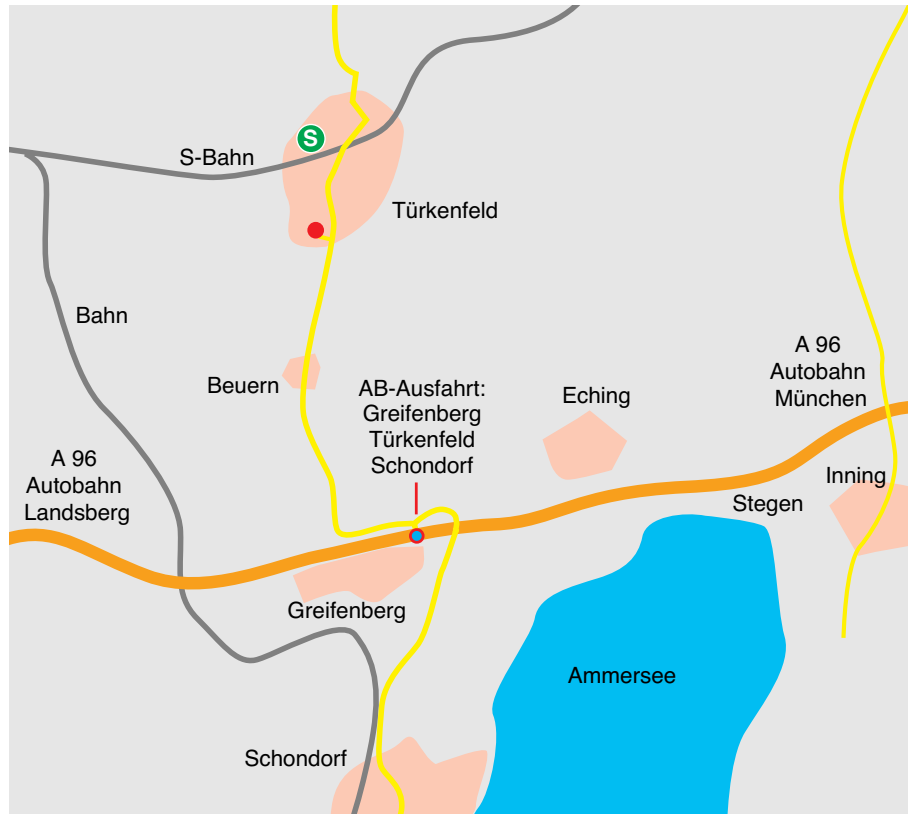 S
S-Bahn
Türkenfeld
Bahn
Beuern
AB-Ausfahrt:
Greifenberg
Türkenfeld
Schondorf
Eching
A 96
Autobahn
München
A 96
Autobahn
Landsberg
Inning
Stegen
Greifenberg
Ammersee
Schondorf